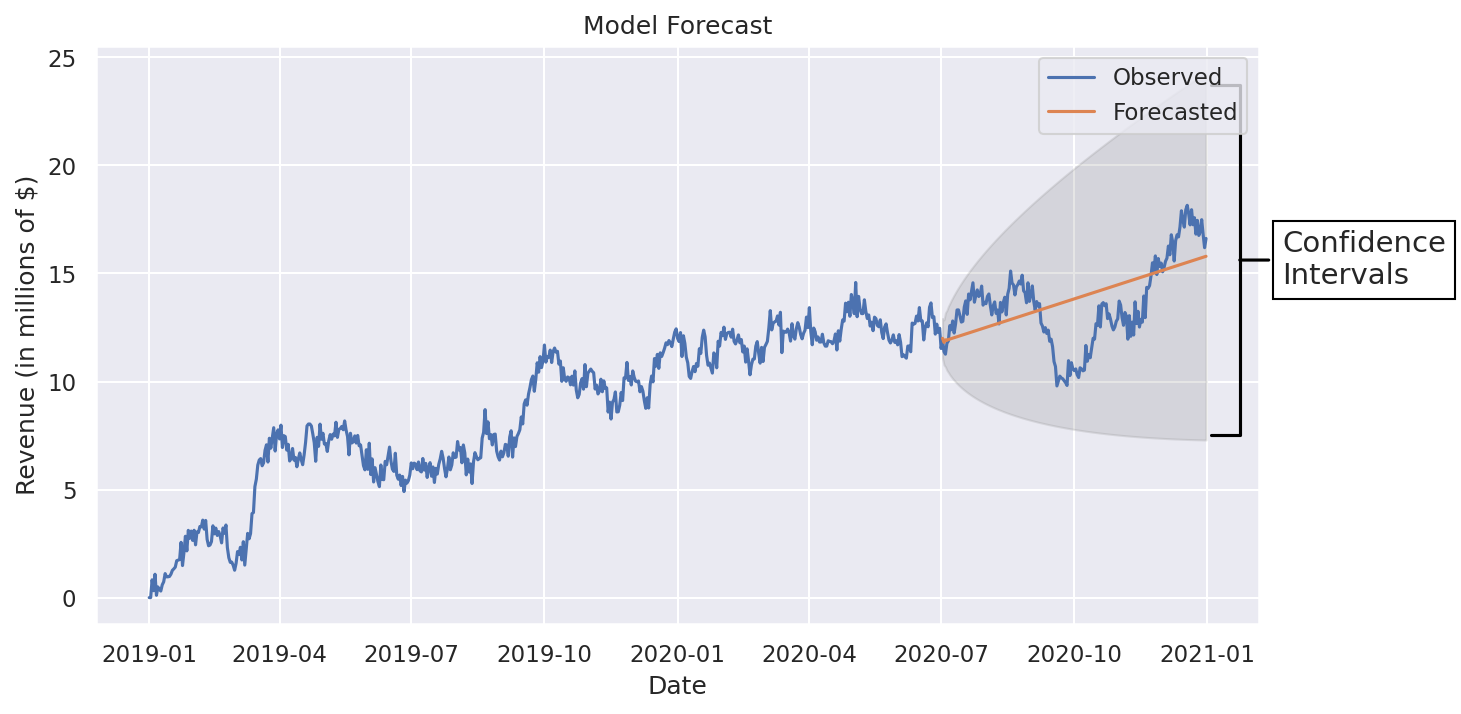 Model Forecast
Observed
Forecasted
Confidence
Intervals
Revenue (in millions of $)
25
20
15
10
5
0
2019-01 2019-04 2019-07 2019-10 2020-01 2020-04 2020-07 2020-10 2021-01
Date